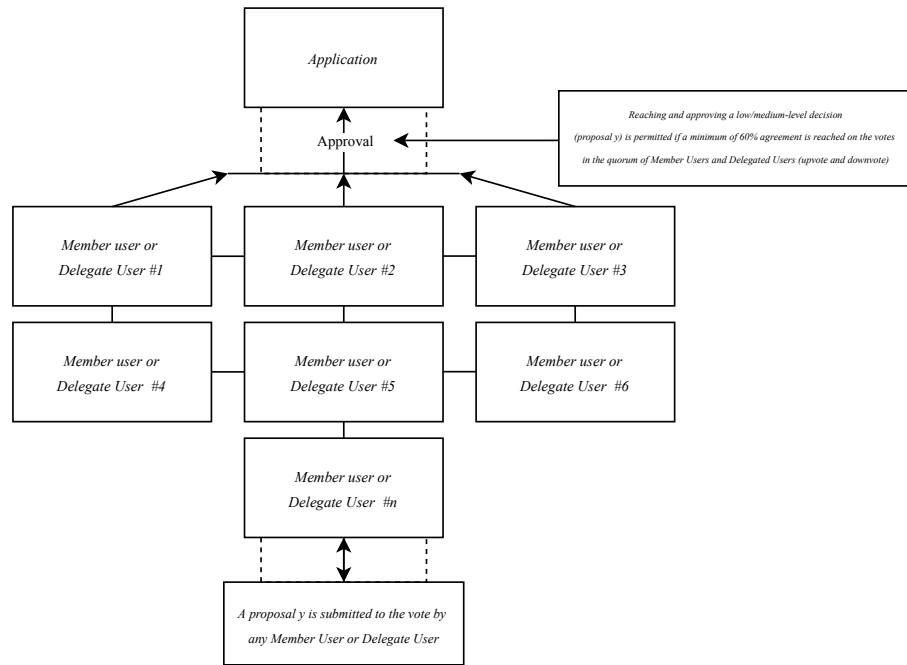 Application
Approval
Reaching and approving a low/medium-level decision
(proposal y) is permitted if a minimum of 60% agreement is reached on the votes
in the quorum of Member Users and Delegated Users (upvote and downvote)
Member user or
Delegate User #1
Member user or
Delegate User #2
Member user or
Delegate User #3
Member user or
Delegate User #4
Member user or
Delegate User #5
Member user or
Delegate User #6
Member user or
Delegate User #n
A proposal y is submitted to the vote by
any Member User or Delegate User